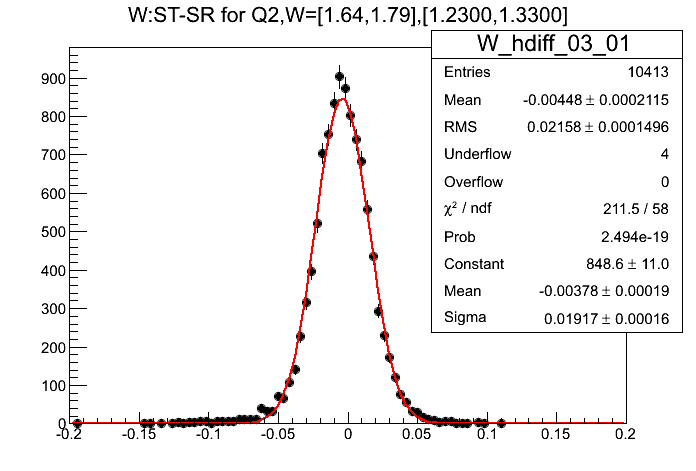 W:ST-SR for Q2,W=[1.64,1.79],[1.2300,1.3300]
W_hdiff_03_01
Entries 10413
Mean -0.00448 ± 0.0002115
RMS 0.02158 ± 0.0001496
Underflow 4
Overflow 0
χ² / ndf 211.5 / 58
Prob 2.494e-19
Constant 848.6 ± 11.0
Mean -0.00378 ± 0.00019
Sigma 0.01917 ± 0.00016
900
800
700
600
500
400
300
200
100
0
-0.2 -0.15 -0.1 -0.05 0 0.05 0.1 0.15 0.2